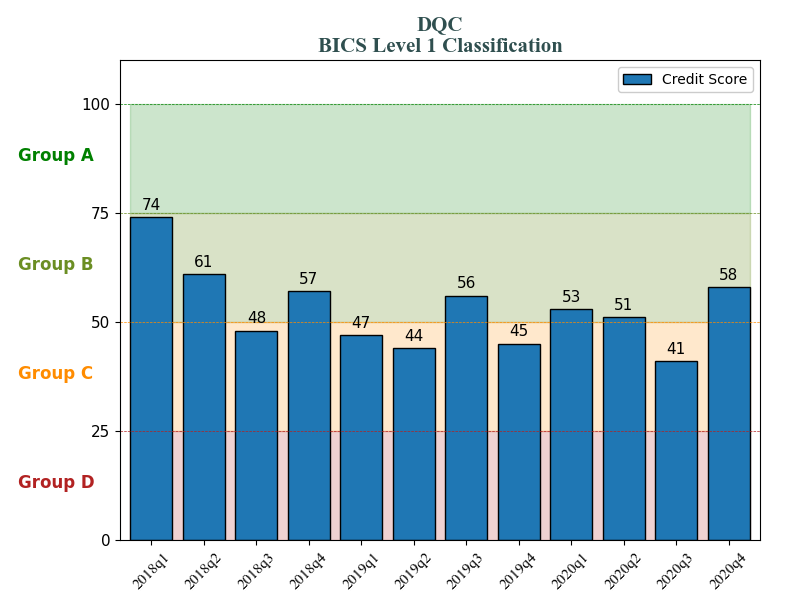 DQC
BICS Level 1 Classification
Credit Score
100
Group A
75
74
Group B
61
57
56
53
51
58
50
48
47
44
45
41
Group C
25
Group D
0
2018q1
2018q2
2018q3
2018q4
2019q1
2019q2
2019q3
2019q4
2020q1
2020q2
2020q3
2020q4